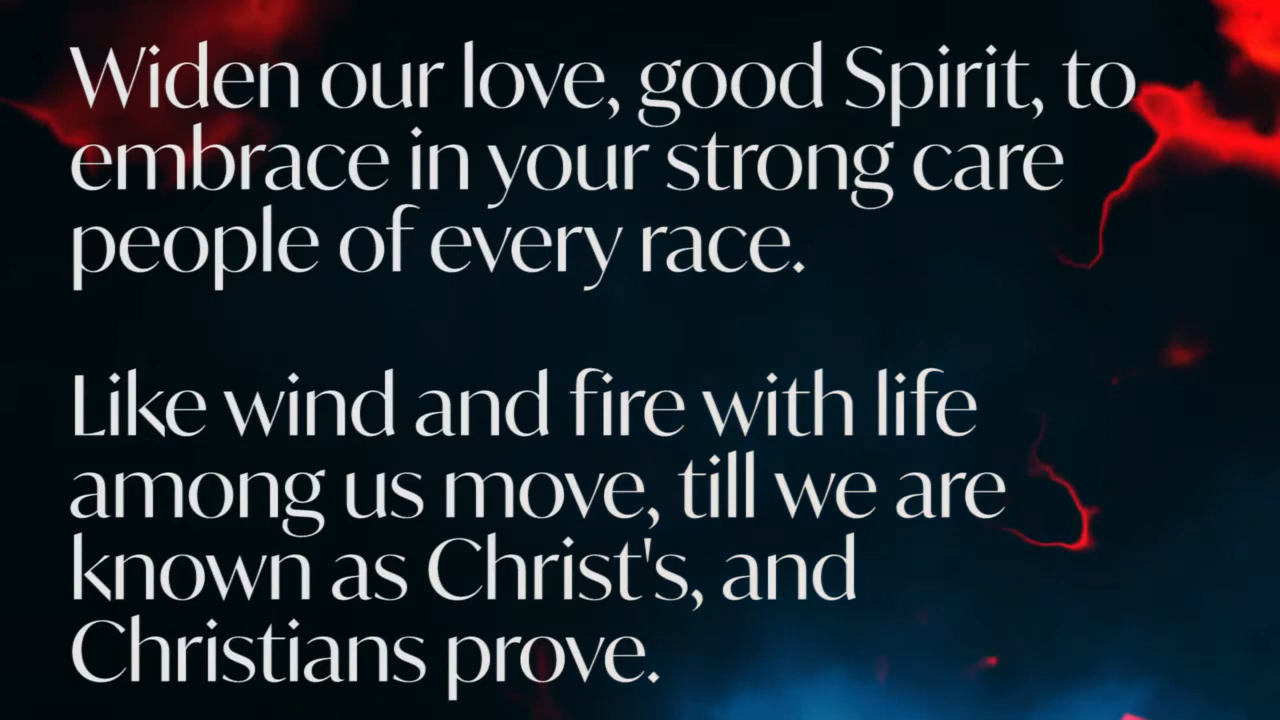 Widen our love, good Spirit, to
embrace in your strong care
people of every race.
Like wind and fire with life
among us move, till we are
known as Christ's, and
Christians prove.